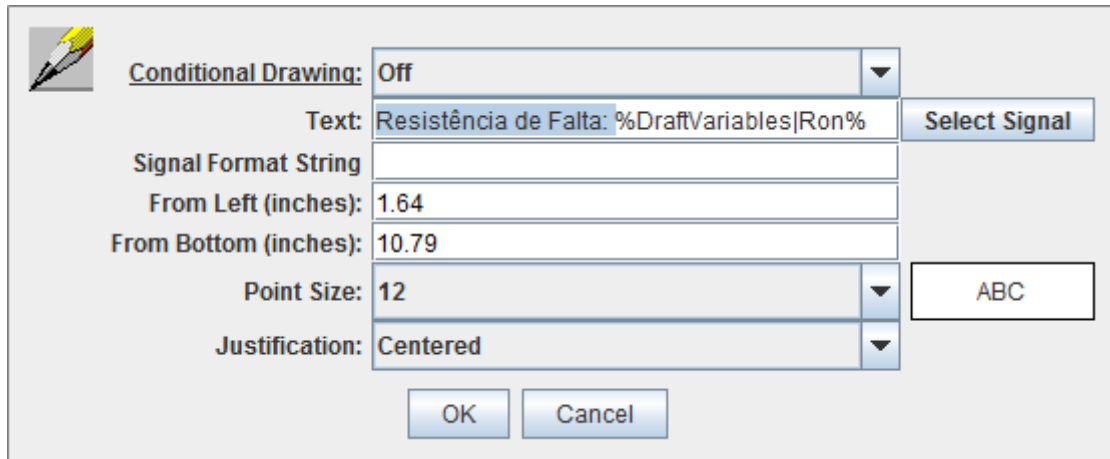 Conditional Drawing: Off
Text: Resistência de Falta: %DraftVariables|Ron% Select Signal
Signal Format String
From Left (inches): 1.64
From Bottom (inches): 10.79
Point Size: 12 ABC
Justification: Centered
OK Cancel